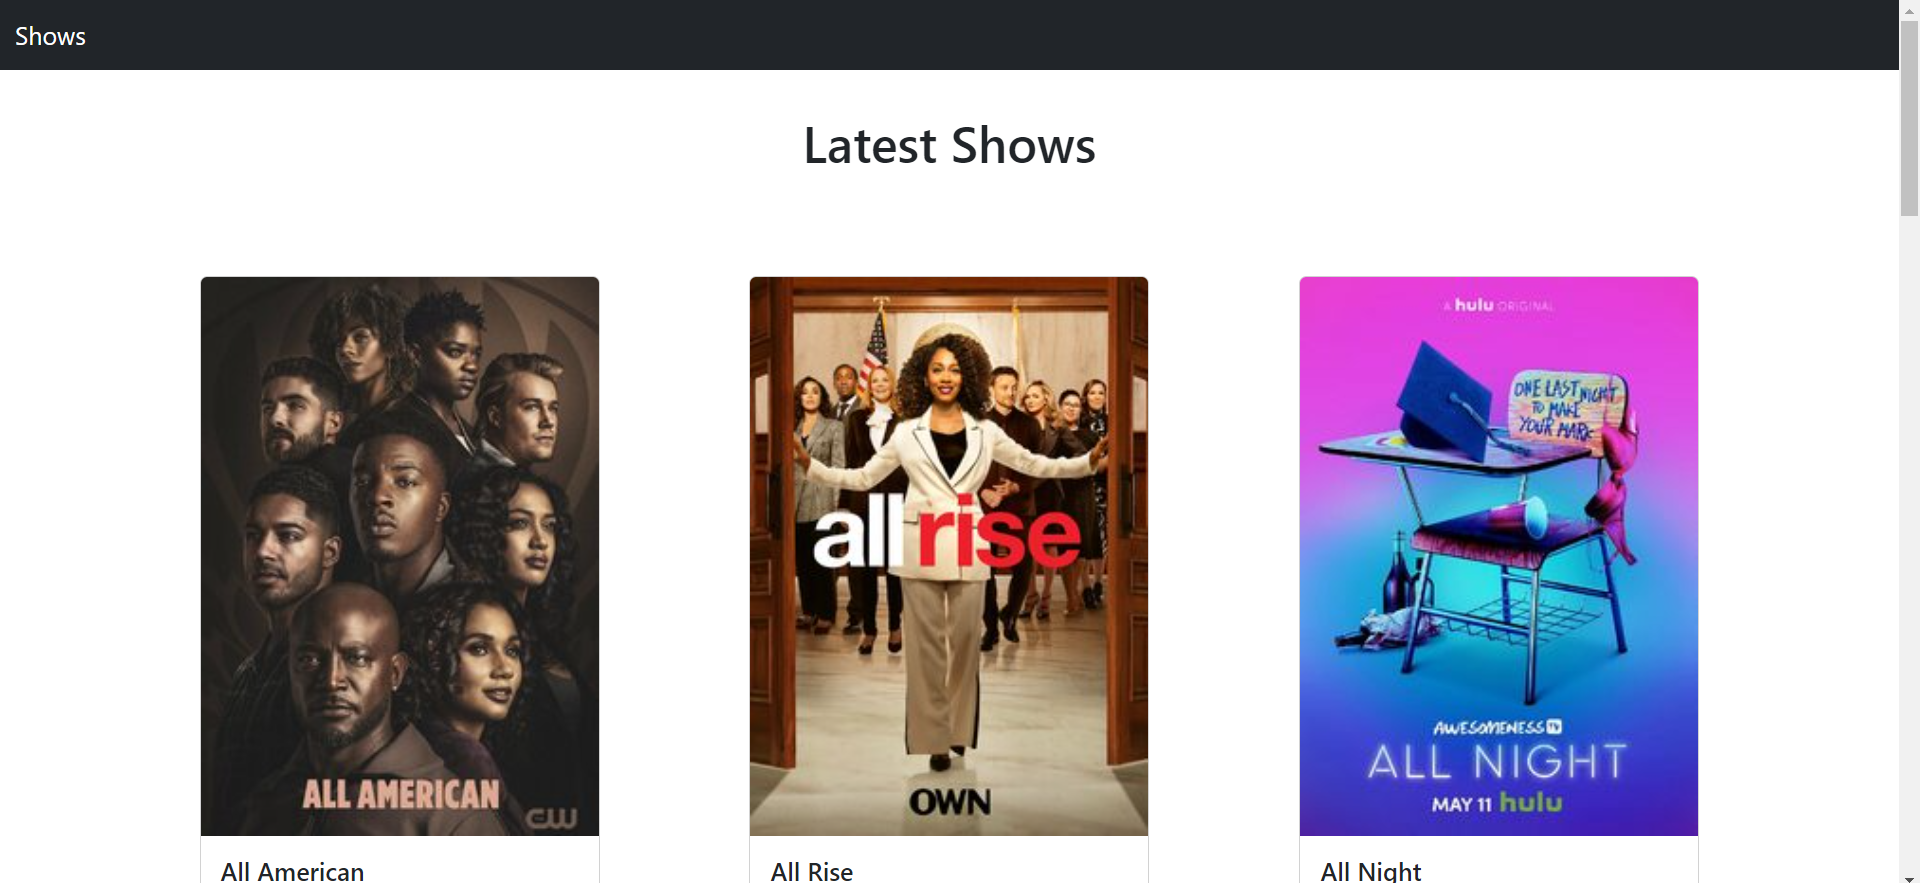 Shows
Latest Shows
ALL AMERICAN
CW
All American
all rise
OWN
All Rise
A hulu ORIGINAL
ONE LAST NIGHT
TO MAKE
YOUR MARK
AWESOMENESS TV
ALL NIGHT
MAY 11 hulu
All Night